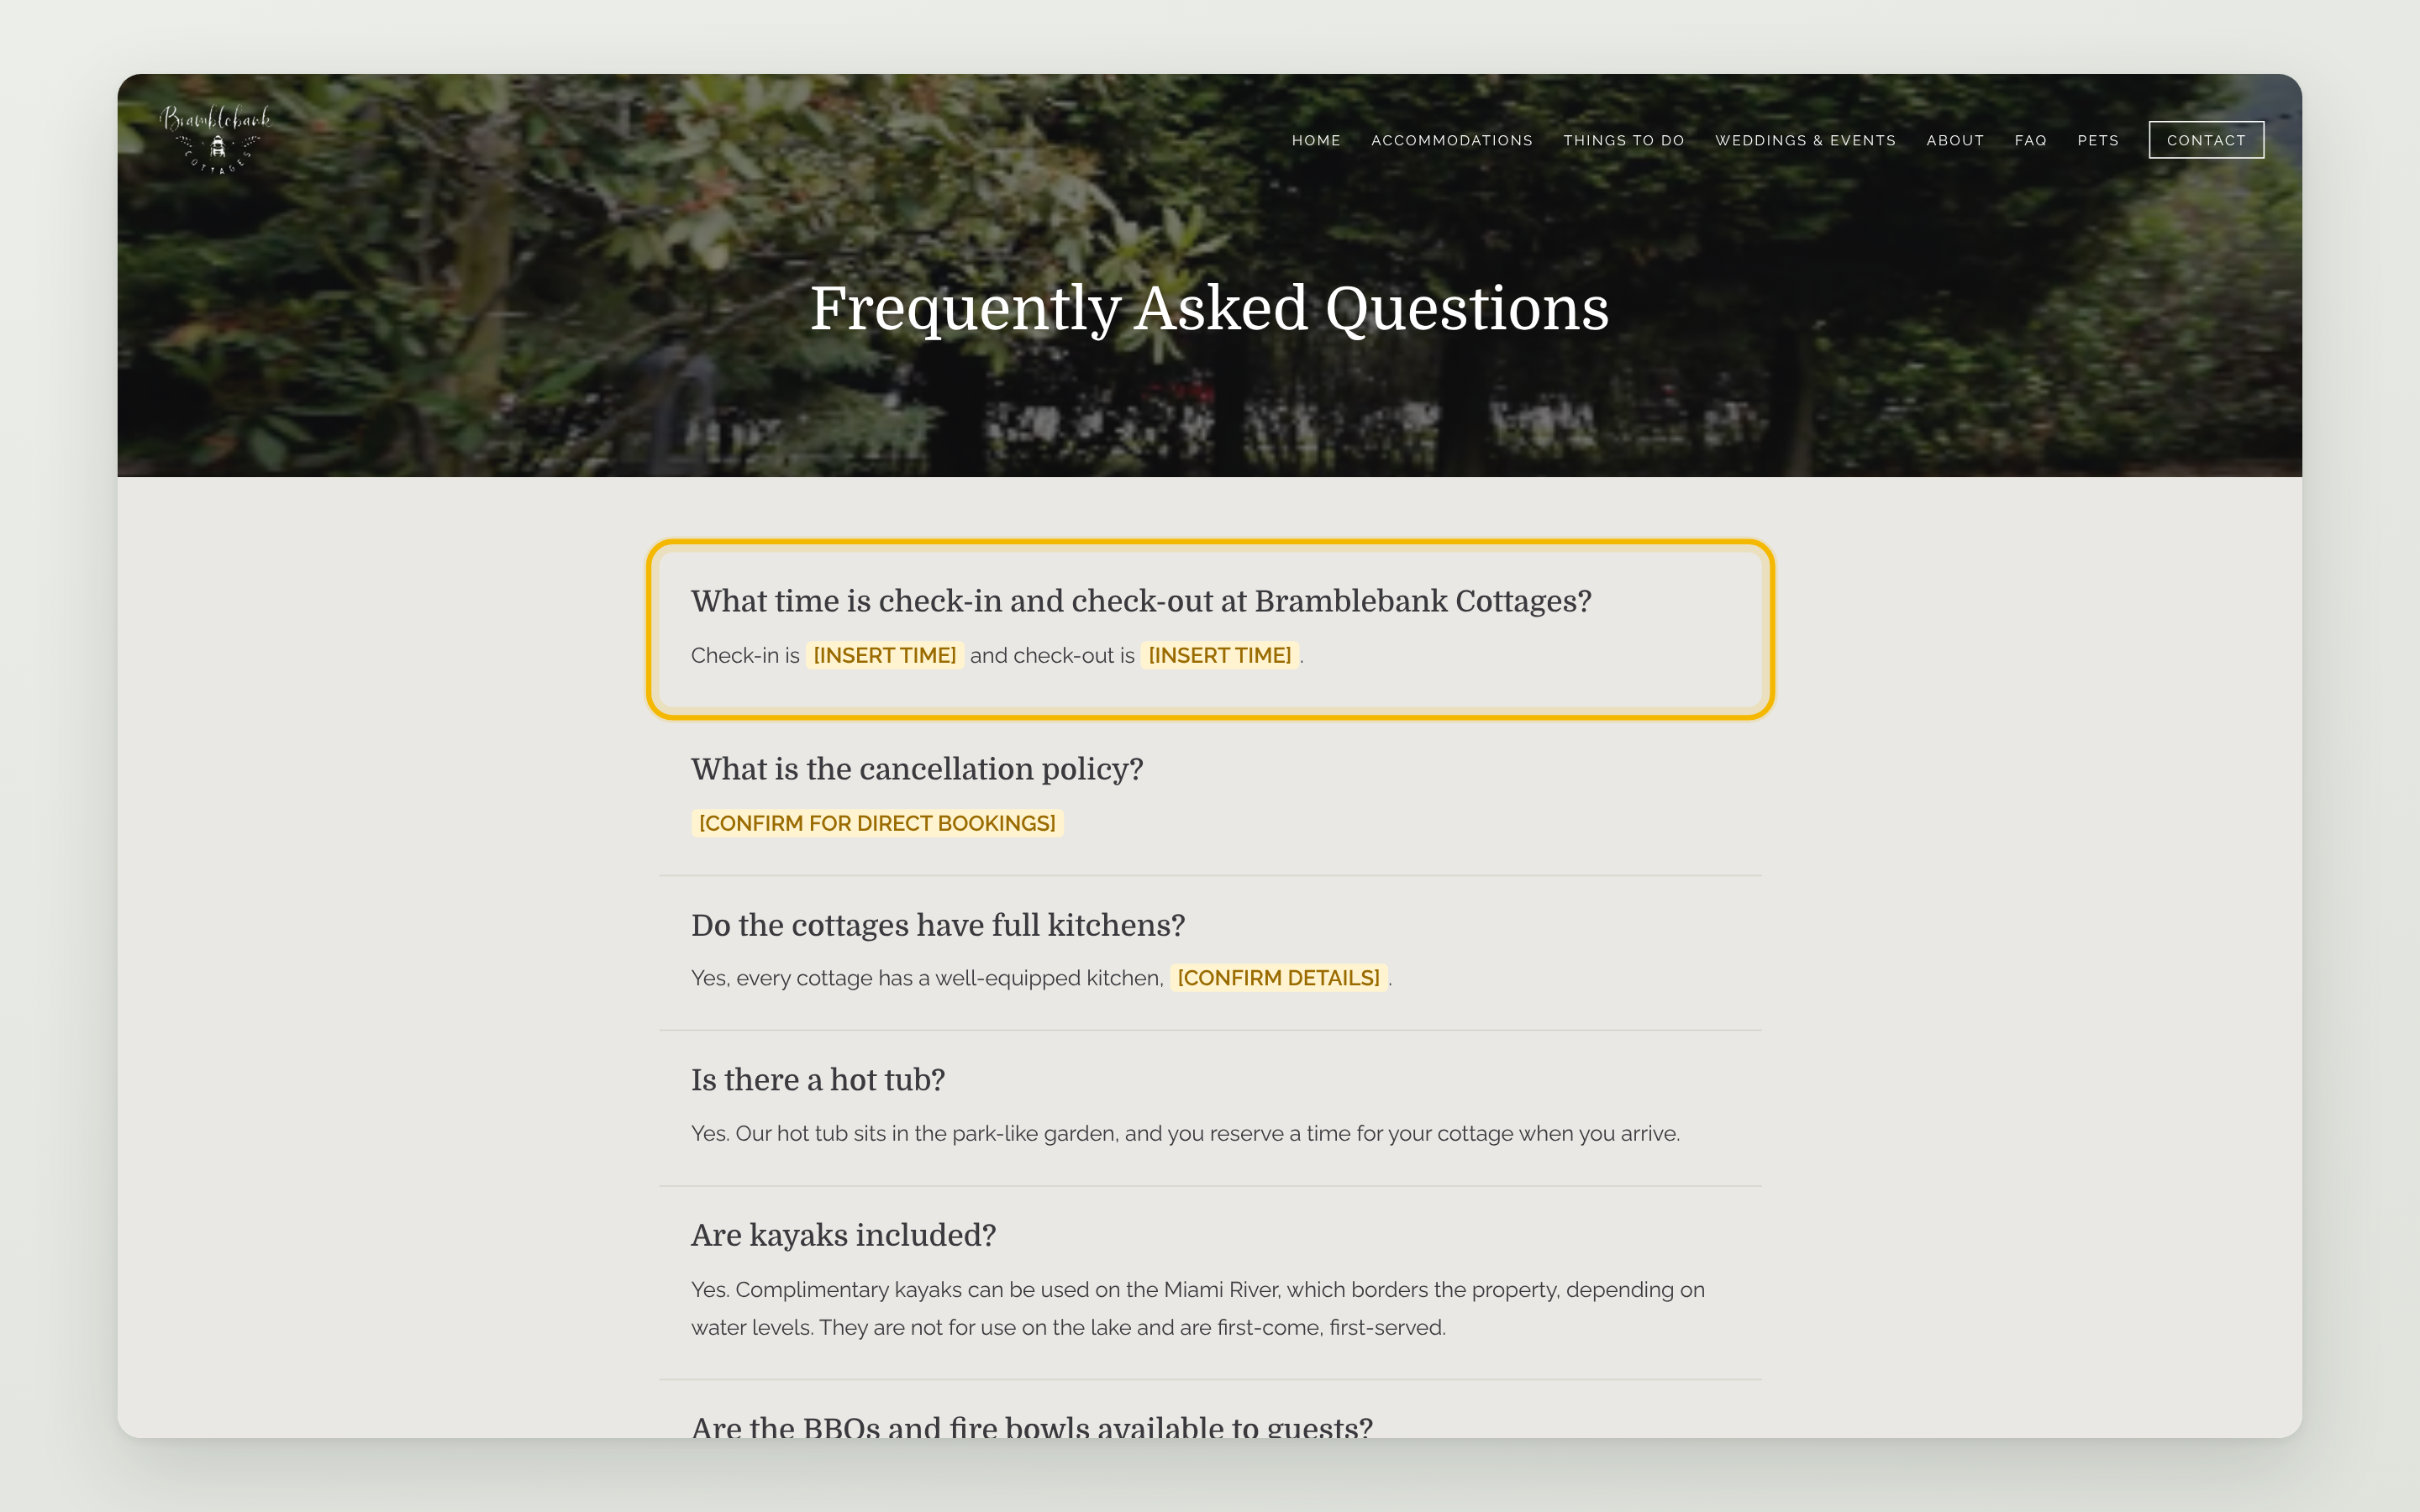 Bramblebank
COTTAGES
HOME ACCOMMODATIONS THINGS TO DO WEDDINGS & EVENTS ABOUT FAQ PETS CONTACT
Frequently Asked Questions
What time is check-in and check-out at Bramblebank Cottages?
Check-in is [INSERT TIME] and check-out is [INSERT TIME].
What is the cancellation policy?
[CONFIRM FOR DIRECT BOOKINGS]
Do the cottages have full kitchens?
Yes, every cottage has a well-equipped kitchen, [CONFIRM DETAILS].
Is there a hot tub?
Yes. Our hot tub sits in the park-like garden, and you reserve a time for your cottage when you arrive.
Are kayaks included?
Yes. Complimentary kayaks can be used on the Miami River, which borders the property, depending on
water levels. They are not for use on the lake and are first-come, first-served.
Are the BBQs and fire bowls available to guests?